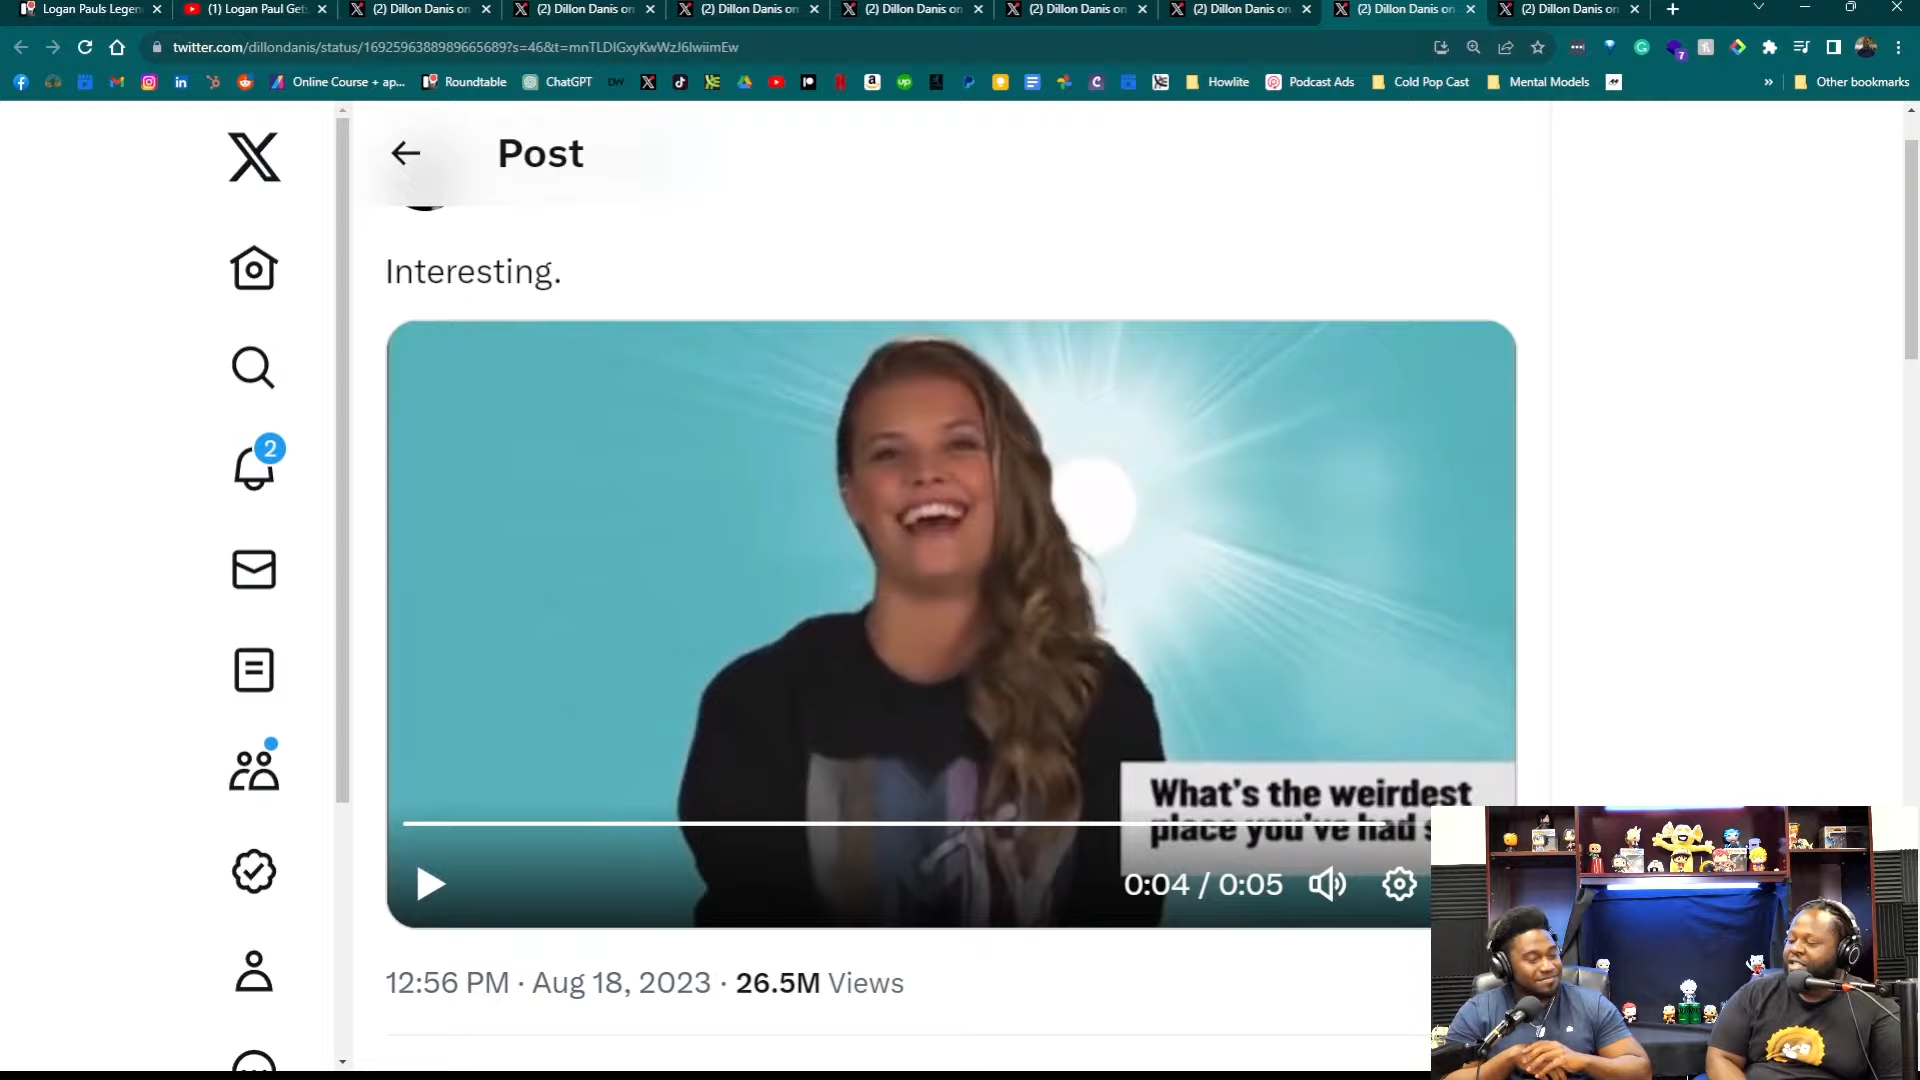 Logan Pauls Legen
(1) Logan Paul Get
(2) Dillon Danis on
(2) Dillon Danis on
(2) Dillon Danis on
(2) Dillon Danis on
(2) Dillon Danis on
(2) Dillon Danis on
(2) Dillon Danis on
(2) Dillon Danis on
twitter.com/dillondanis/status/1692596388989665689?s=46&t=mnTLDIGxyKwWzJ6lwiimEw
Online Course + ap...
Roundtable
ChatGPT
Howlite
Podcast Ads
Cold Pop Cast
Mental Models
Other bookmarks
Post
Interesting.
2
What's the weirdest
place you've had s
0:04 / 0:05
12:56 PM · Aug 18, 2023 · 26.5M Views